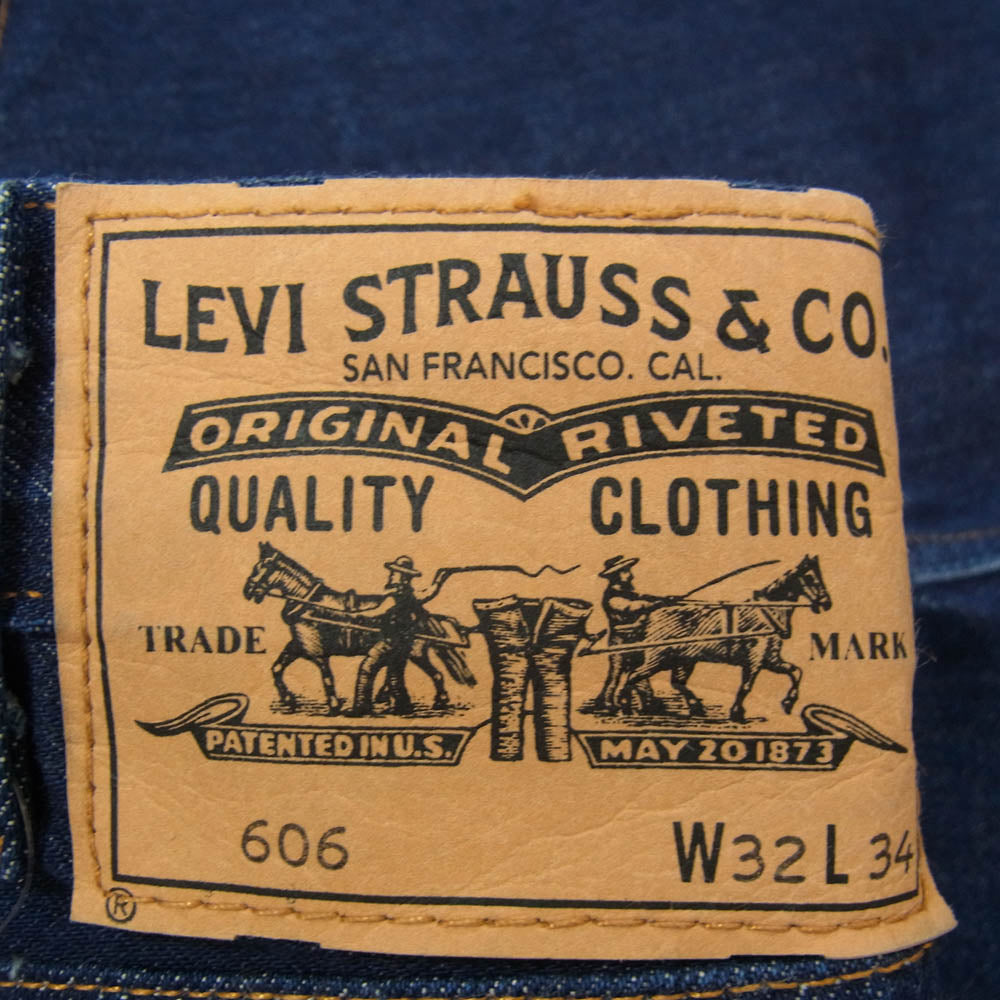 LEVI STRAUSS & CO.
SAN FRANCISCO. CAL.
ORIGINAL RIVETED
QUALITY CLOTHING
TRADE MARK
PATENTED IN U.S. MAY 20 1873
606 W32 L 34
®